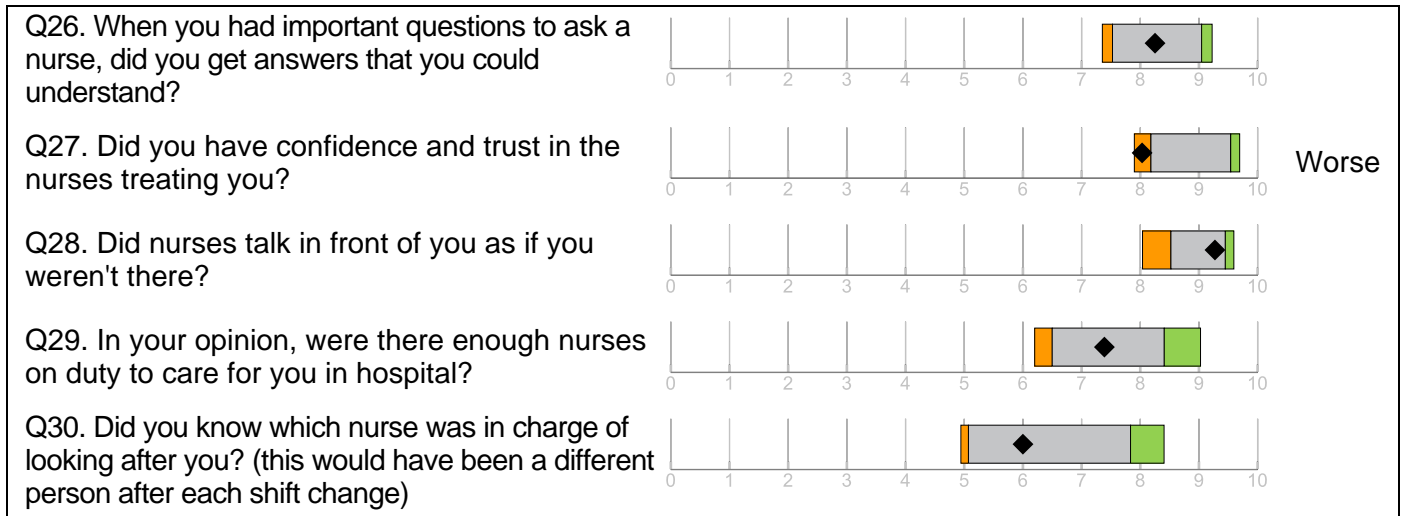 Q26. When you had important questions to ask a
nurse, did you get answers that you could
understand?
0 1 2 3 4 5 6 7 8 9 10
Q27. Did you have confidence and trust in the
nurses treating you?
Worse
0 1 2 3 4 5 6 7 8 9 10
Q28. Did nurses talk in front of you as if you
weren't there?
0 1 2 3 4 5 6 7 8 9 10
Q29. In your opinion, were there enough nurses
on duty to care for you in hospital?
0 1 2 3 4 5 6 7 8 9 10
Q30. Did you know which nurse was in charge of
looking after you? (this would have been a different
person after each shift change)
0 1 2 3 4 5 6 7 8 9 10